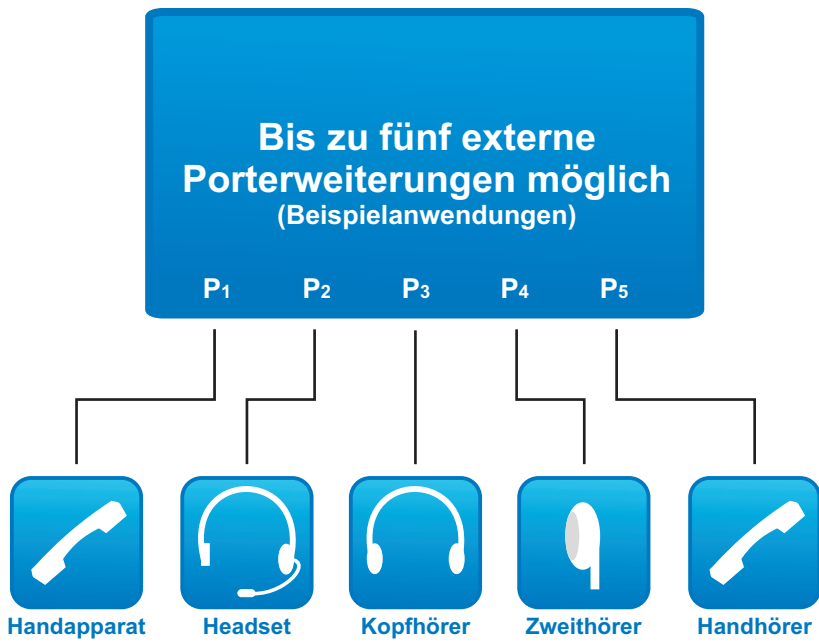 Bis zu fünf externe
Porterweiterungen möglich
(Beispielanwendungen)
P1 P2 P3 P4 P5
Handapparat Headset Kopfhörer Zweithörer Handhörer